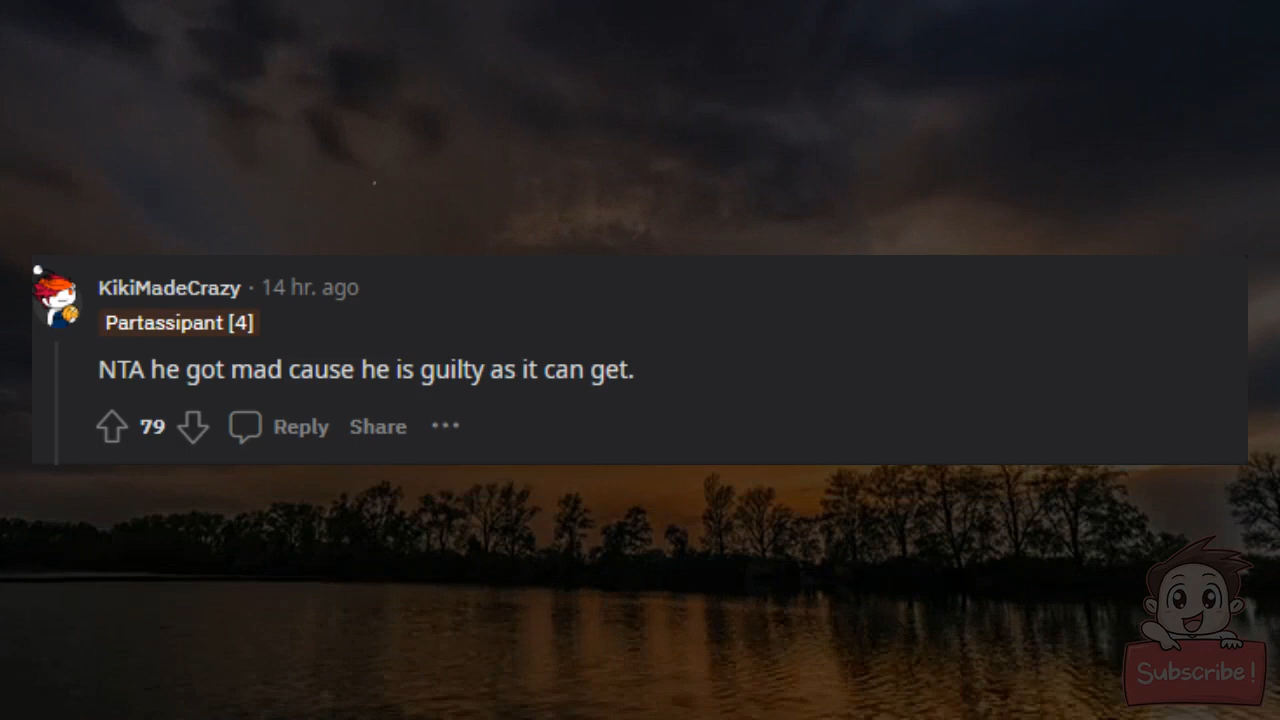 KikiMadeCrazy · 14 hr. ago
Partassipant [4]
NTA he got mad cause he is guilty as it can get.
79 Reply Share ···
Subscribe!